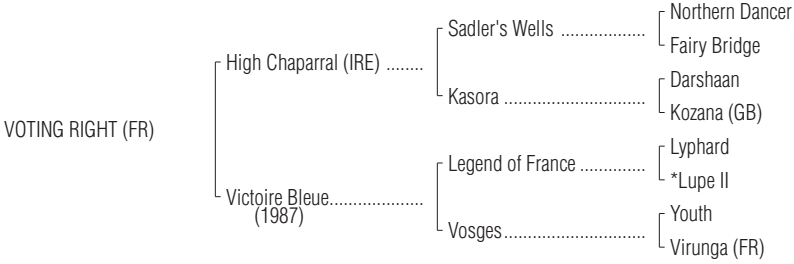 Northern Dancer
Sadler's Wells ...................
Fairy Bridge
High Chaparral (IRE) ........
Darshaan
Kasora ................................
Kozana (GB)
VOTING RIGHT (FR)
Lyphard
Legend of France ..............
*Lupe II
Victoire Bleue.....................
(1987)
Youth
Vosges................................
Virunga (FR)